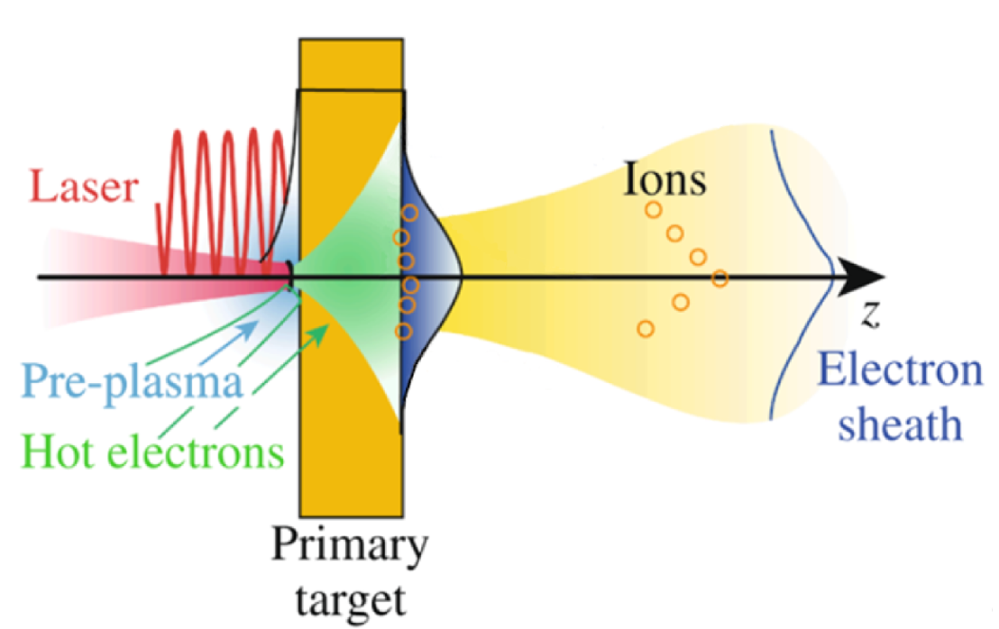 Laser
Ions
z
Pre-plasma
Electron
sheath
Hot electrons
Primary
target